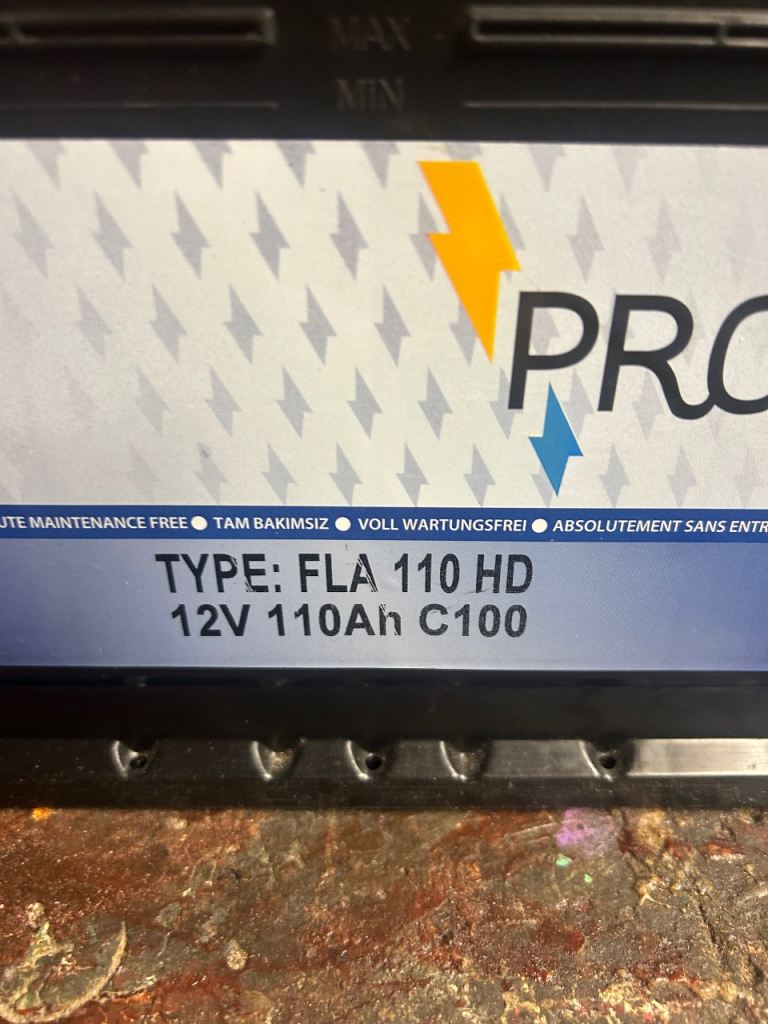 MAX
MIN
PRO
UTE MAINTENANCE FREE ● TAM BAKIMSIZ ● VOLL WARTUNGSFREI ● ABSOLUTEMENT SANS ENTR
TYPE: FLA 110 HD
12V 110Ah C100